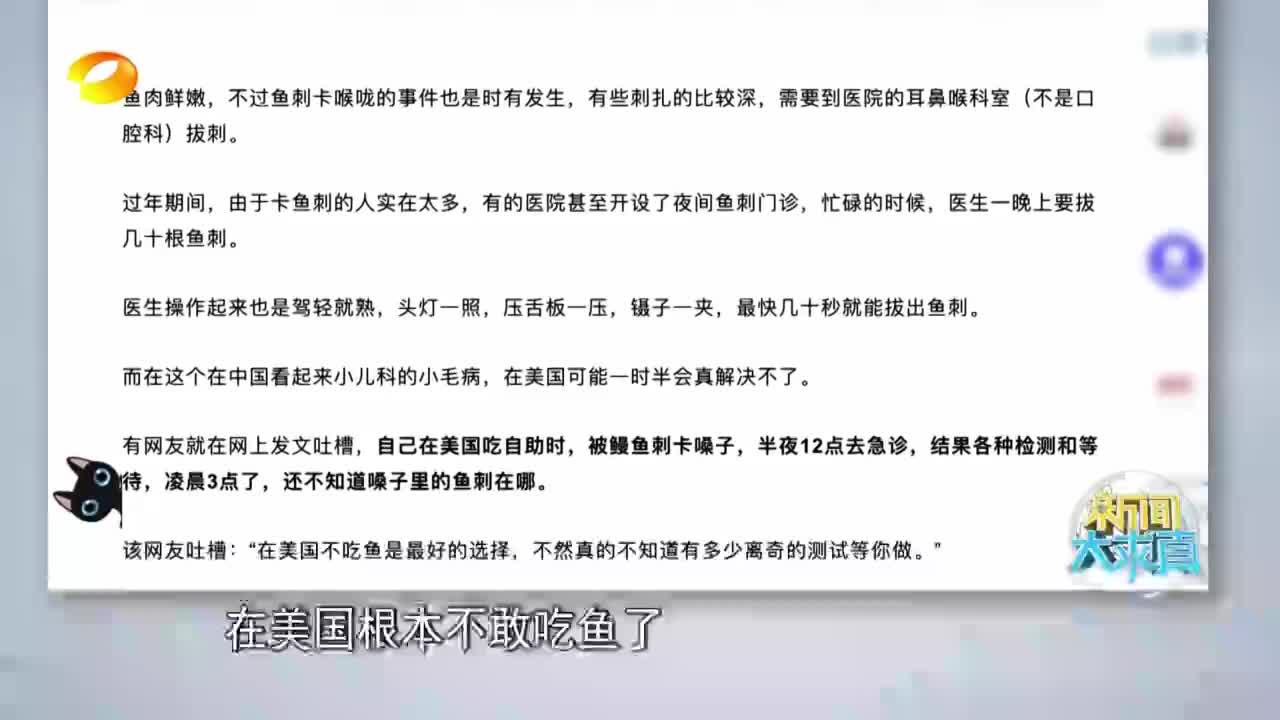 鱼肉鲜嫩，不过鱼刺卡喉咙的事件也是时有发生，有些刺扎的比较深，需要到医院的耳鼻喉科室（不是口
腔科）拔刺。
过年期间，由于卡鱼刺的人实在太多，有的医院甚至开设了夜间鱼刺门诊，忙碌的时候，医生一晚上要拔
几十根鱼刺。
医生操作起来也是驾轻就熟，头灯一照，压舌板一压，镊子一夹，最快几十秒就能拔出鱼刺。
而在这个在中国看起来小儿科的小毛病，在美国可能一时半会真解决不了。
有网友就在网上发文吐槽，自己在美国吃自助时，被鳗鱼刺卡嗓子，半夜12点去急诊，结果各种检测和等
待，凌晨3点了，还不知道嗓子里的鱼刺在哪。
该网友吐槽：“在美国不吃鱼是最好的选择，不然真的不知道有多少离奇的测试等你做。”
新闻
大求真
在美国根本不敢吃鱼了